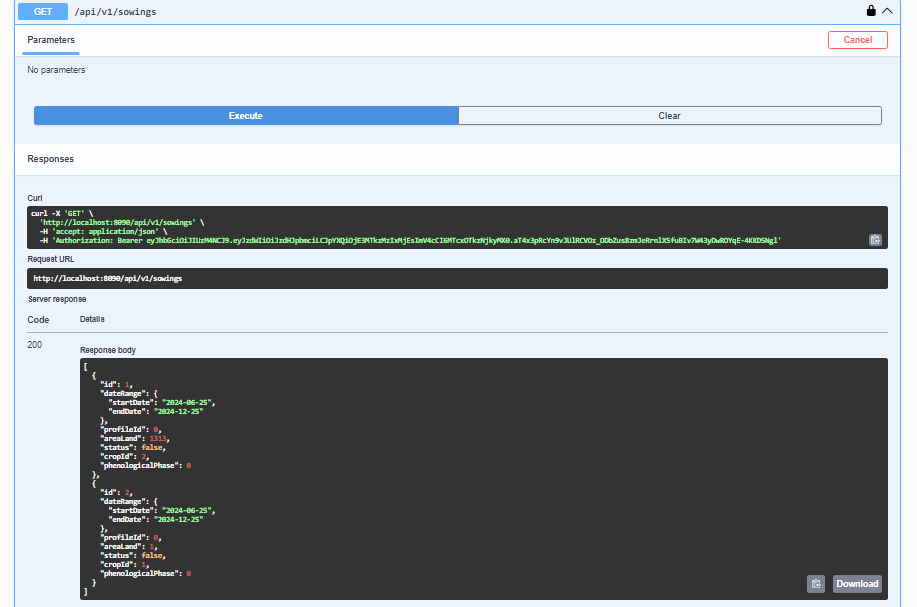 GET /api/v1/sowings
Parameters
Cancel
No parameters
Execute
Clear
Responses
Curl
curl -X 'GET' \
'http://localhost:8090/api/v1/sowings' \
-H 'accept: application/json' \
-H 'Authorization: Bearer
Request URL
http://localhost:8090/api/v1/sowings
Server response
Code Details
200
Response body
[
{
"id": 1,
"dateRange": {
"startDate": "2024-06-25",
"endDate": "2024-12-25"
},
"profileId": 0,
"areaLand": 1313,
"status": false,
"cropId": 2,
"phenologicalPhase": 0
},
{
"id": 2,
"dateRange": {
"startDate": "2024-06-25",
"endDate": "2024-12-25"
},
"profileId": 0,
"areaLand": 1,
"status": false,
"cropId": 1,
"phenologicalPhase": 0
}
]
Download